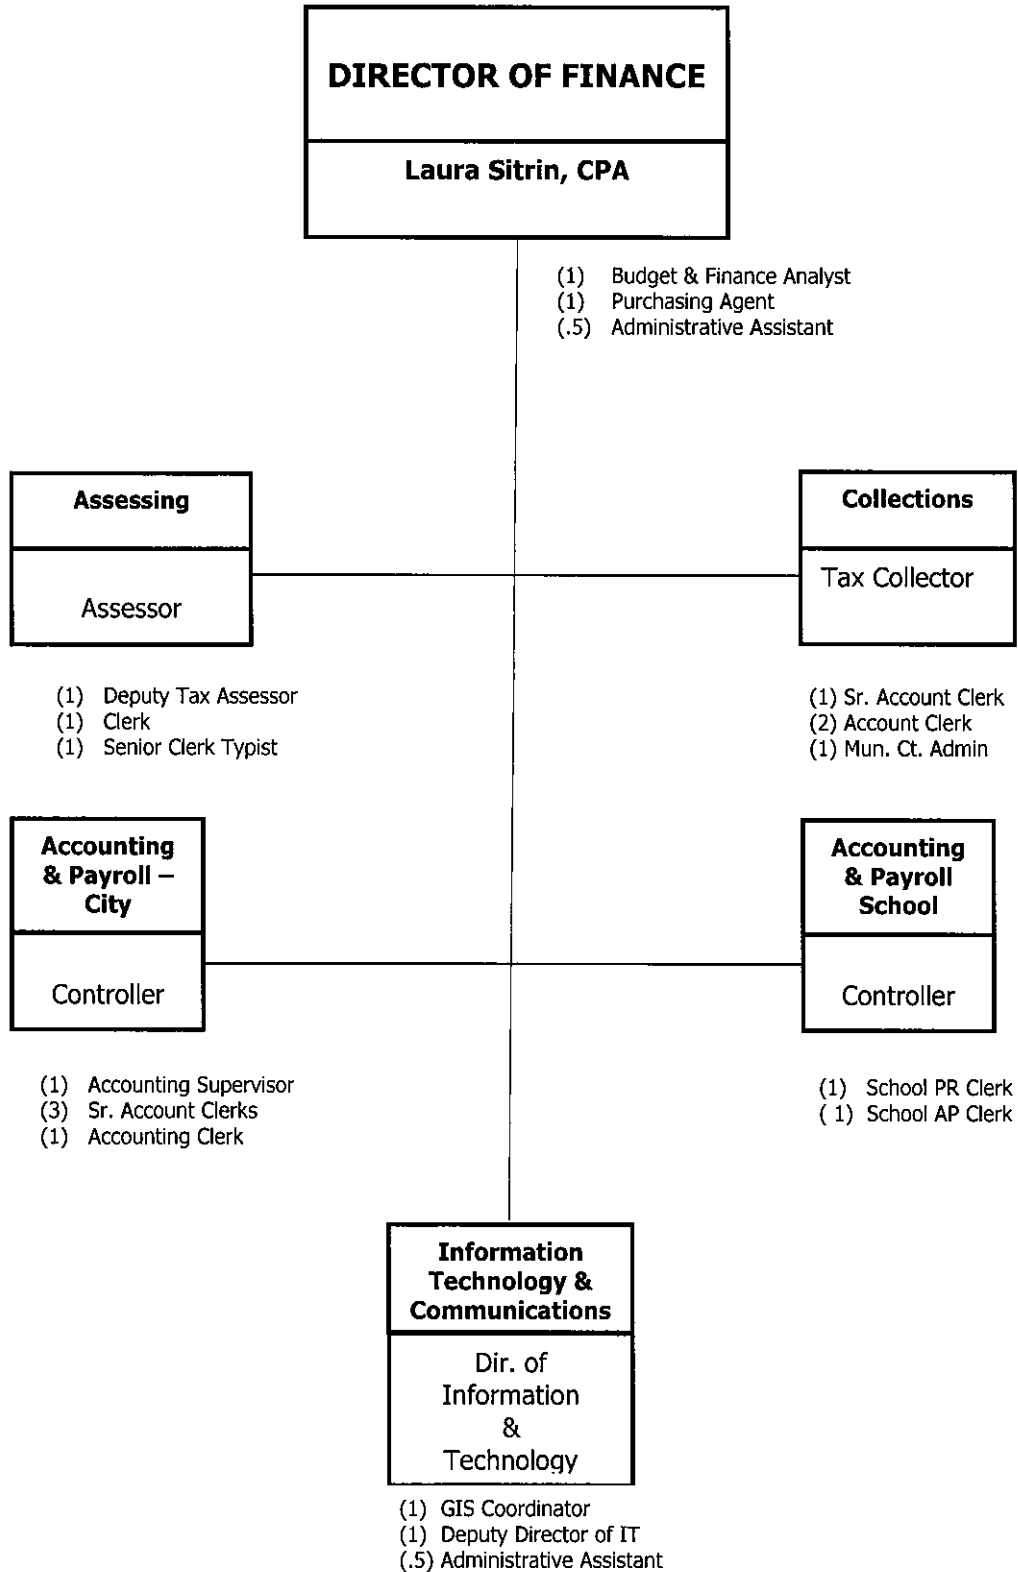 DIRECTOR OF FINANCE
Laura Sitrin, CPA
(1) Budget & Finance Analyst
(1) Purchasing Agent
(.5) Administrative Assistant
Assessing
Assessor
(1) Deputy Tax Assessor
(1) Clerk
(1) Senior Clerk Typist
Collections
Tax Collector
(1) Sr. Account Clerk
(2) Account Clerk
(1) Mun. Ct. Admin
Accounting
& Payroll –
City
Controller
(1) Accounting Supervisor
(3) Sr. Account Clerks
(1) Accounting Clerk
Accounting
& Payroll
School
Controller
(1) School PR Clerk
( 1) School AP Clerk
Information
Technology &
Communications
Dir. of
Information
&
Technology
(1) GIS Coordinator
(1) Deputy Director of IT
(.5) Administrative Assistant